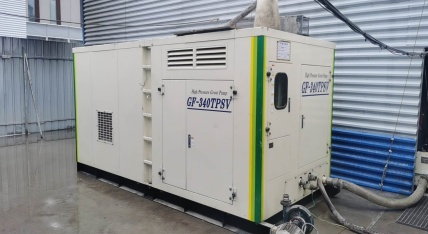 High Pressure Grout Pump
GF-340TPSV
High Pressure Grout Pump
GF-340TPSV